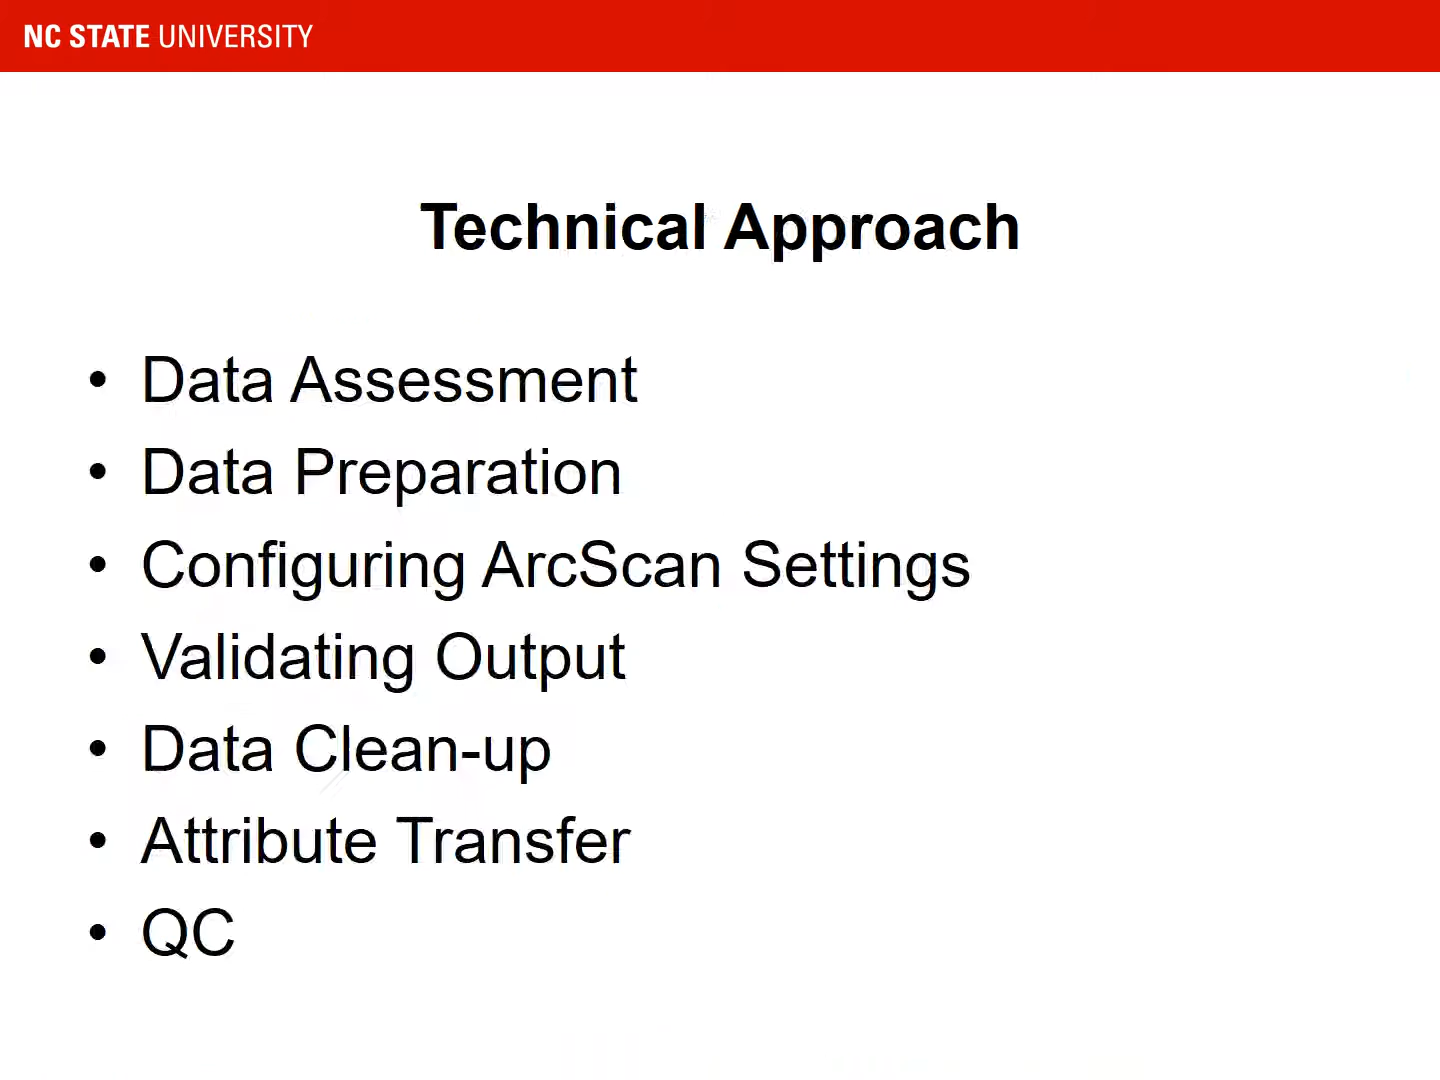 NC STATE UNIVERSITY
Technical Approach
• Data Assessment
• Data Preparation
• Configuring ArcScan Settings
• Validating Output
• Data Clean-up
• Attribute Transfer
• QC